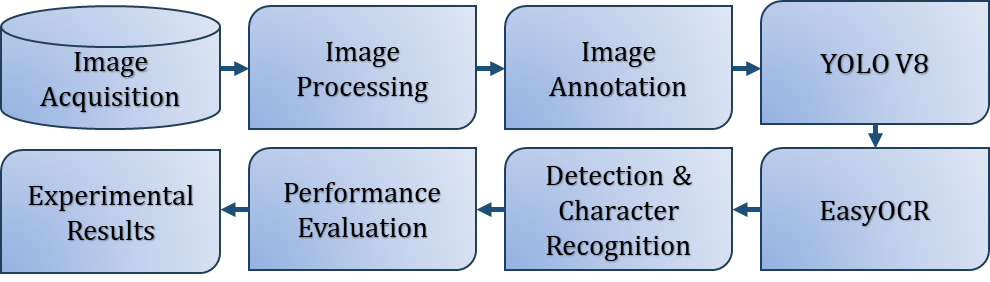 Image
Acquisition
Image
Processing
Image
Annotation
YOLO V8
EasyOCR
Detection &
Character
Recognition
Performance
Evaluation
Experimental
Results